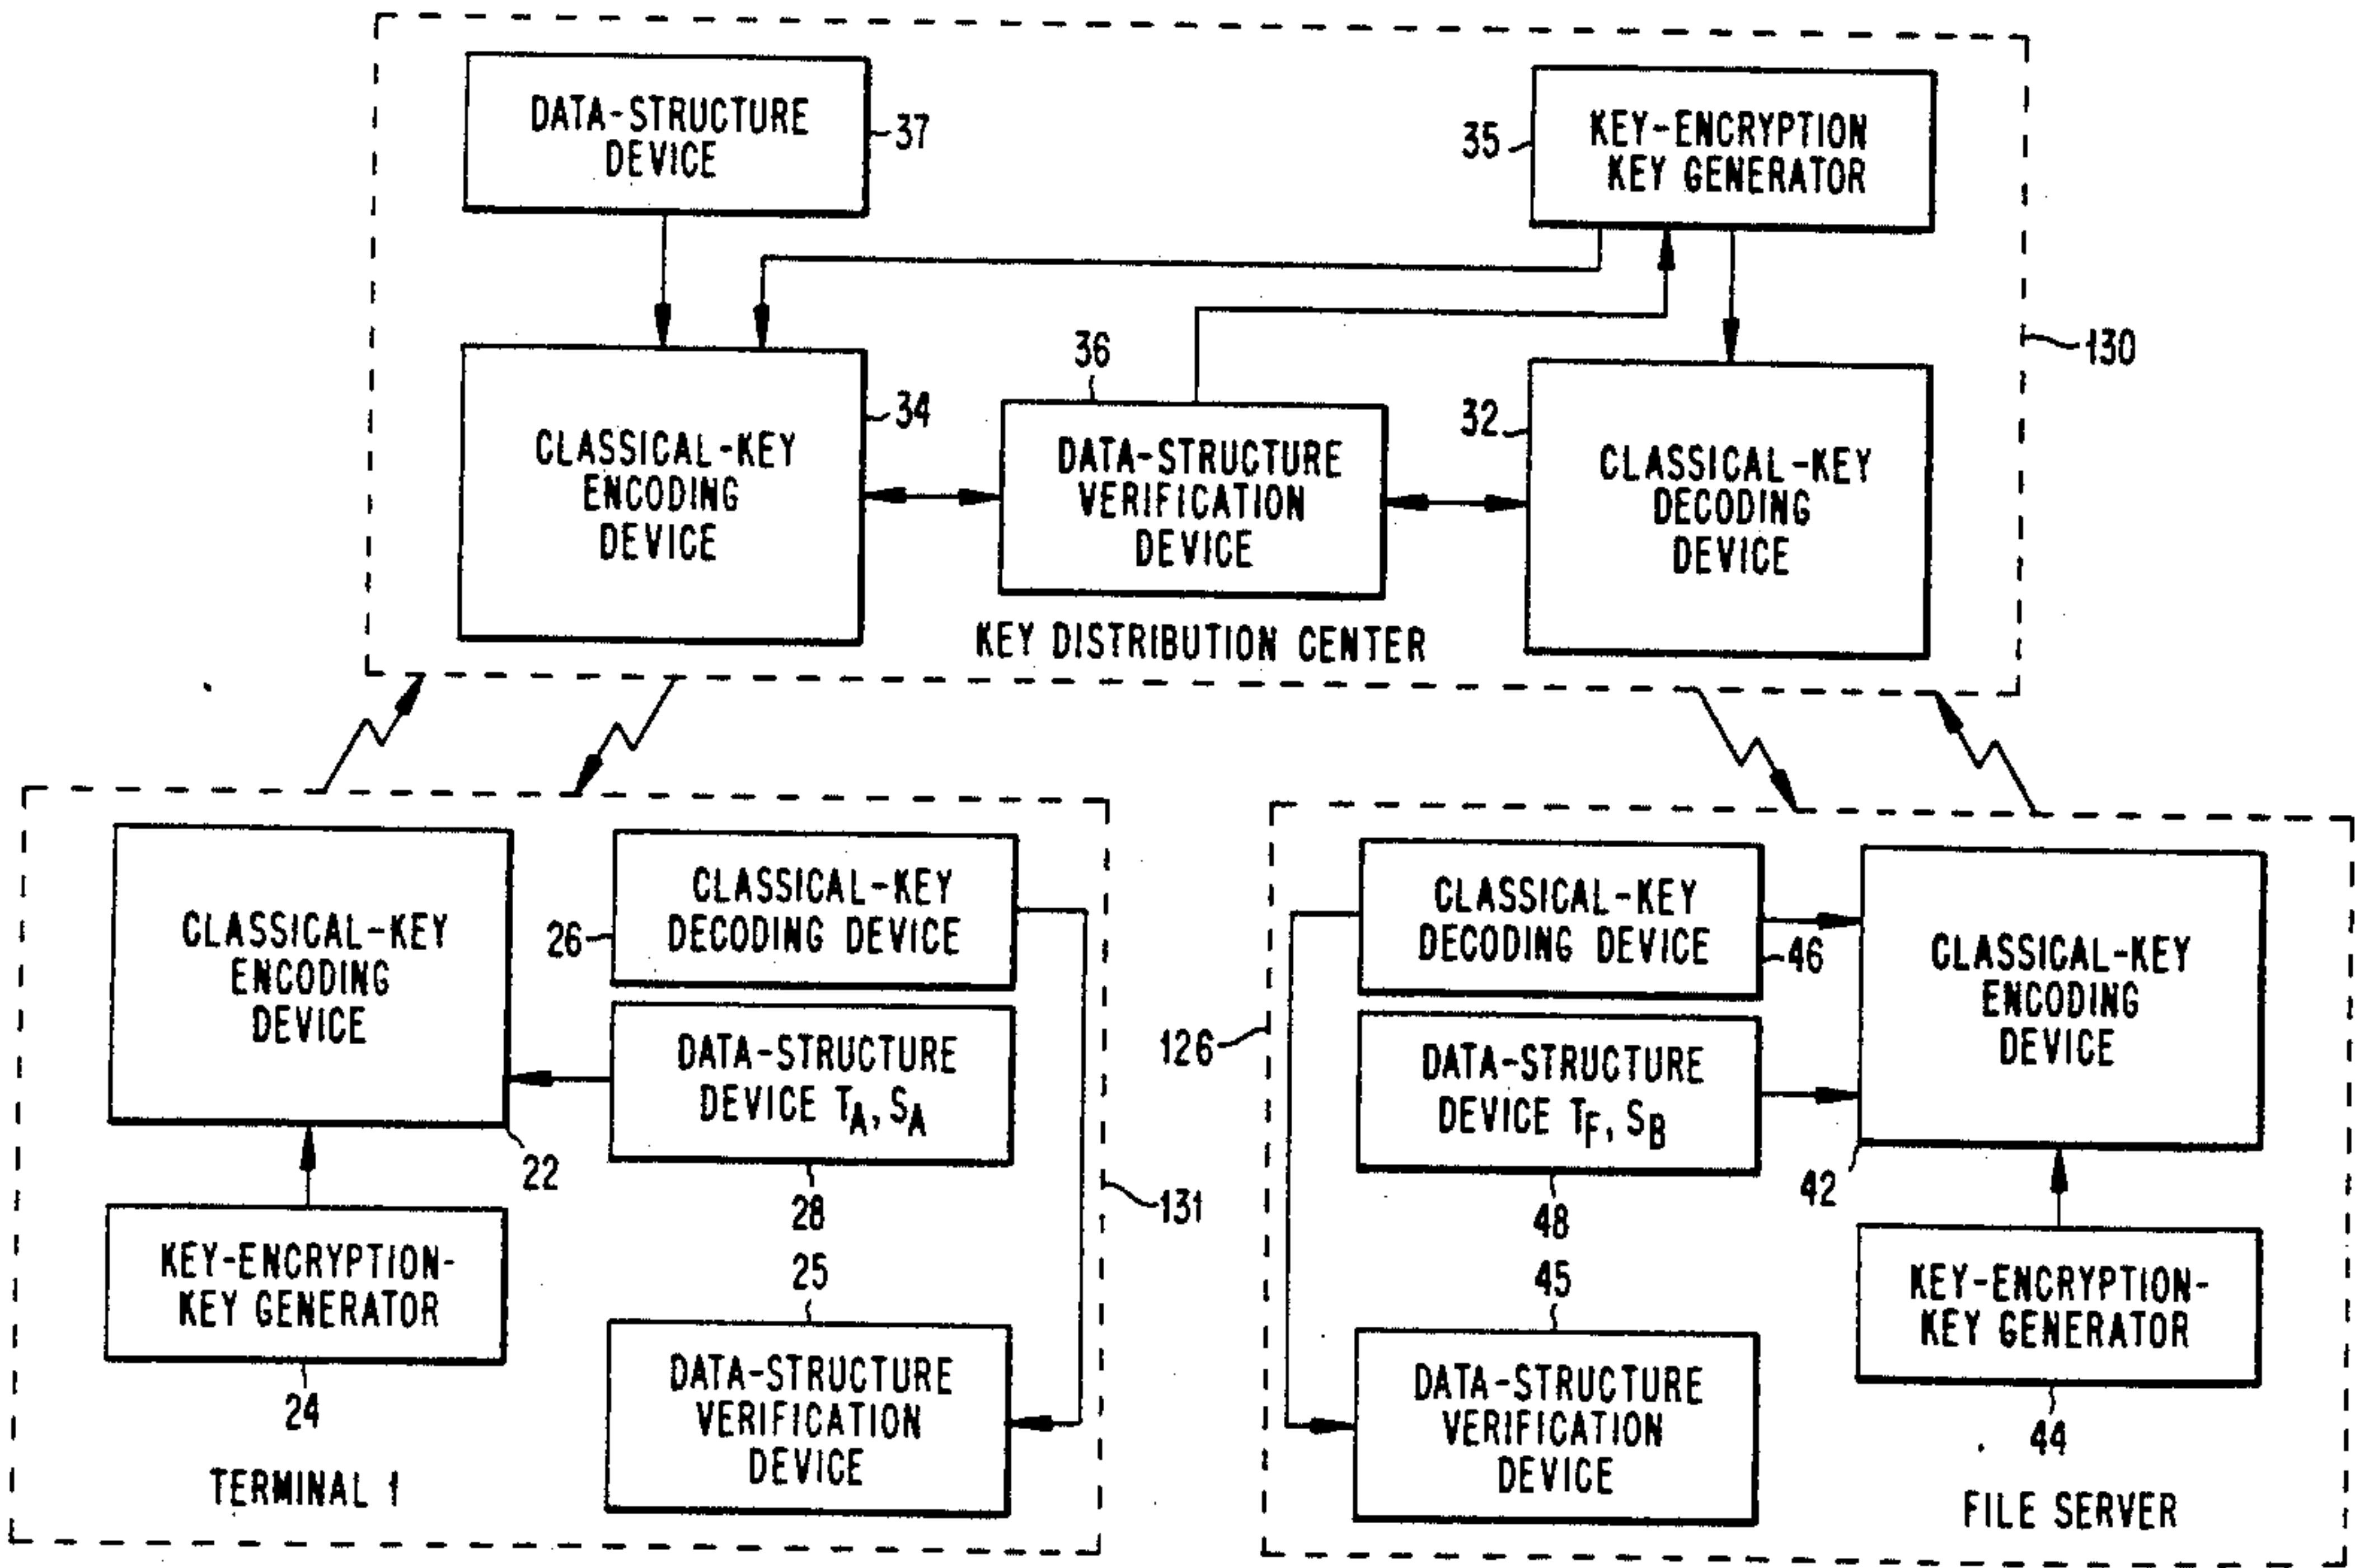 DATA-STRUCTURE
DEVICE
37
35
KEY-ENCRYPTION
KEY GENERATOR
130
36
34
32
CLASSICAL-KEY
ENCODING
DEVICE
DATA-STRUCTURE
VERIFICATION
DEVICE
CLASSICAL-KEY
DECODING
DEVICE
KEY DISTRIBUTION CENTER
CLASSICAL-KEY
ENCODING
DEVICE
22
26
CLASSICAL-KEY
DECODING DEVICE
DATA-STRUCTURE
DEVICE TA, SA
28
131
KEY-ENCRYPTION-
KEY GENERATOR
24
25
DATA-STRUCTURE
VERIFICATION
DEVICE
TERMINAL 1
126
CLASSICAL-KEY
DECODING DEVICE
46
DATA-STRUCTURE
DEVICE TF, SB
48
CLASSICAL-KEY
ENCODING
DEVICE
42
45
DATA-STRUCTURE
VERIFICATION
DEVICE
KEY-ENCRYPTION-
KEY GENERATOR
44
FILE SERVER